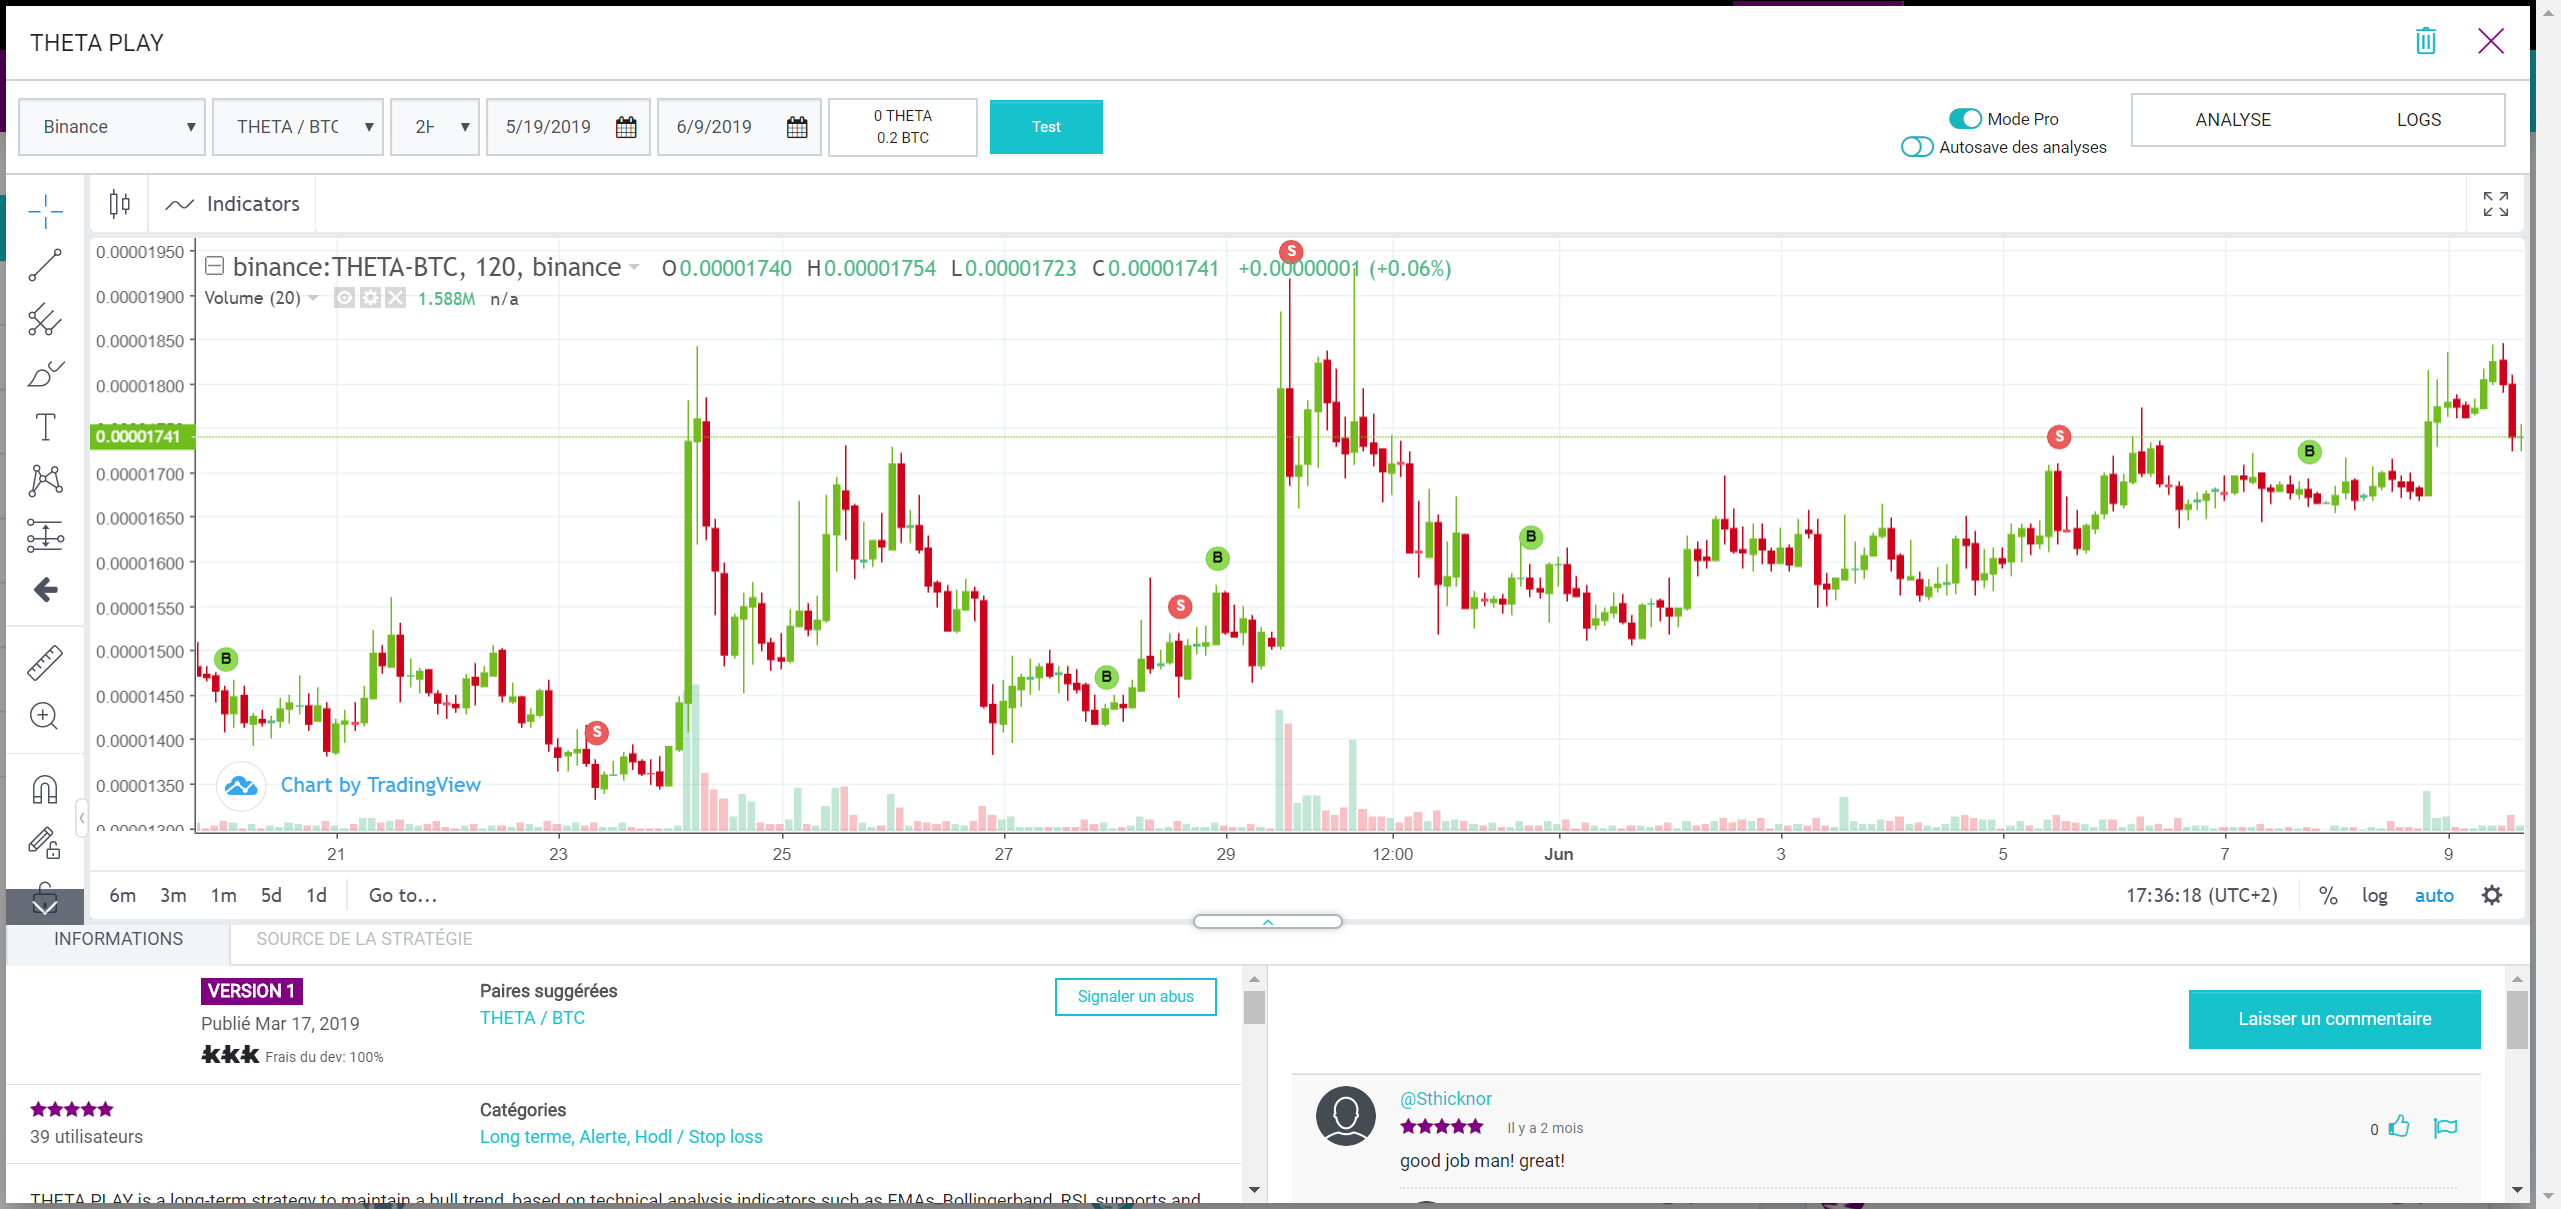 THETA PLAY
Binance
THETA / BTC
2H
5/19/2019
6/9/2019
0 THETA
0.2 BTC
Test
Mode Pro
Autosave des analyses
ANALYSE
LOGS
Indicators
binance:THETA-BTC, 120, binance O0.00001740 H0.00001754 L0.00001723 C0.00001741 +0.00000001 (+0.06%)
Volume (20) 1.588M n/a
0.00001950
0.00001900
0.00001850
0.00001800
0.00001741
0.00001700
0.00001650
0.00001600
0.00001550
0.00001500
0.00001450
0.00001400
0.00001350
0.00001300
B
S
B
S
B
S
B
S
B
Chart by TradingView
21 23 25 27 29 12:00 Jun 3 5 7 9
6m 3m 1m 5d 1d Go to...
17:36:18 (UTC+2) % log auto
INFORMATIONS
SOURCE DE LA STRATÉGIE
VERSION 1
Publié Mar 17, 2019
Frais du dev: 100%
Paires suggérées
THETA / BTC
Signaler un abus
39 utilisateurs
Catégories
Long terme, Alerte, Hodl / Stop loss
THETA PLAY is a long-term strategy to maintain a bull trend, based on technical analysis indicators such as EMAs, Bollingerband, RSI, supports and
Laisser un commentaire
@Sthicknor
Il y a 2 mois
0
good job man! great!